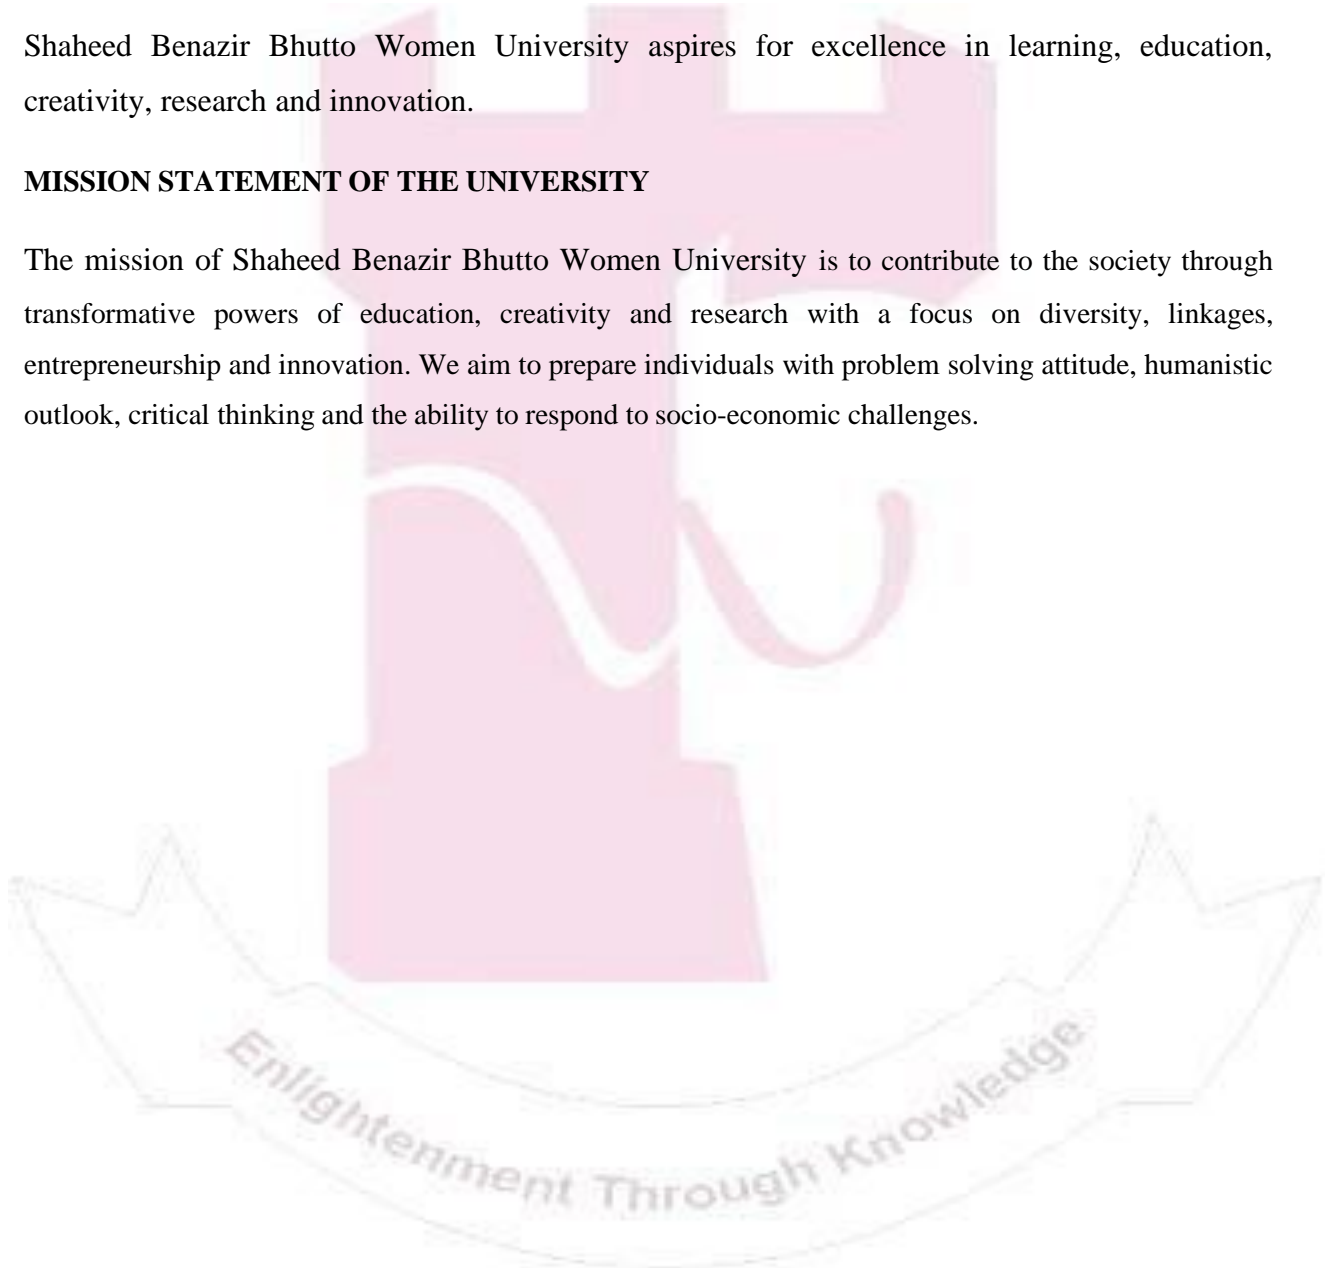 Shaheed Benazir Bhutto Women University aspires for excellence in learning, education,
creativity, research and innovation.
MISSION STATEMENT OF THE UNIVERSITY
The mission of Shaheed Benazir Bhutto Women University is to contribute to the society through
transformative powers of education, creativity and research with a focus on diversity, linkages,
entrepreneurship and innovation. We aim to prepare individuals with problem solving attitude, humanistic
outlook, critical thinking and the ability to respond to socio-economic challenges.
Enlightenment Through Knowledge